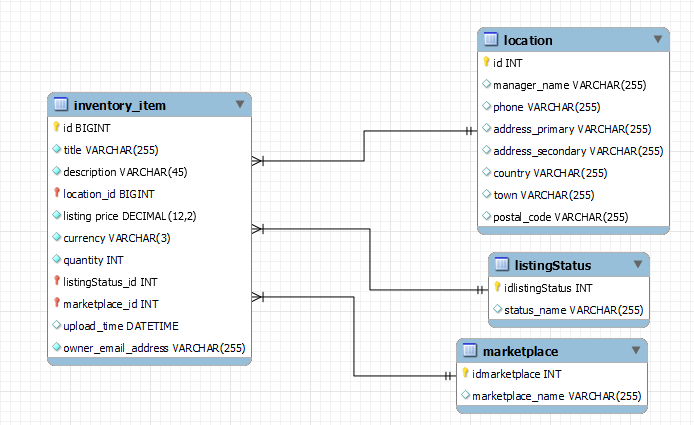 inventory_item
id BIGINT
title VARCHAR(255)
description VARCHAR(45)
location_id BIGINT
listing price DECIMAL(12,2)
currency VARCHAR(3)
quantity INT
listingStatus_id INT
marketplace_id INT
upload_time DATETIME
owner_email_address VARCHAR(255)
location
id INT
manager_name VARCHAR(255)
phone VARCHAR(255)
address_primary VARCHAR(255)
address_secondary VARCHAR(255)
country VARCHAR(255)
town VARCHAR(255)
postal_code VARCHAR(255)
listingStatus
idlistingStatus INT
status_name VARCHAR(255)
marketplace
idmarketplace INT
marketplace_name VARCHAR(255)